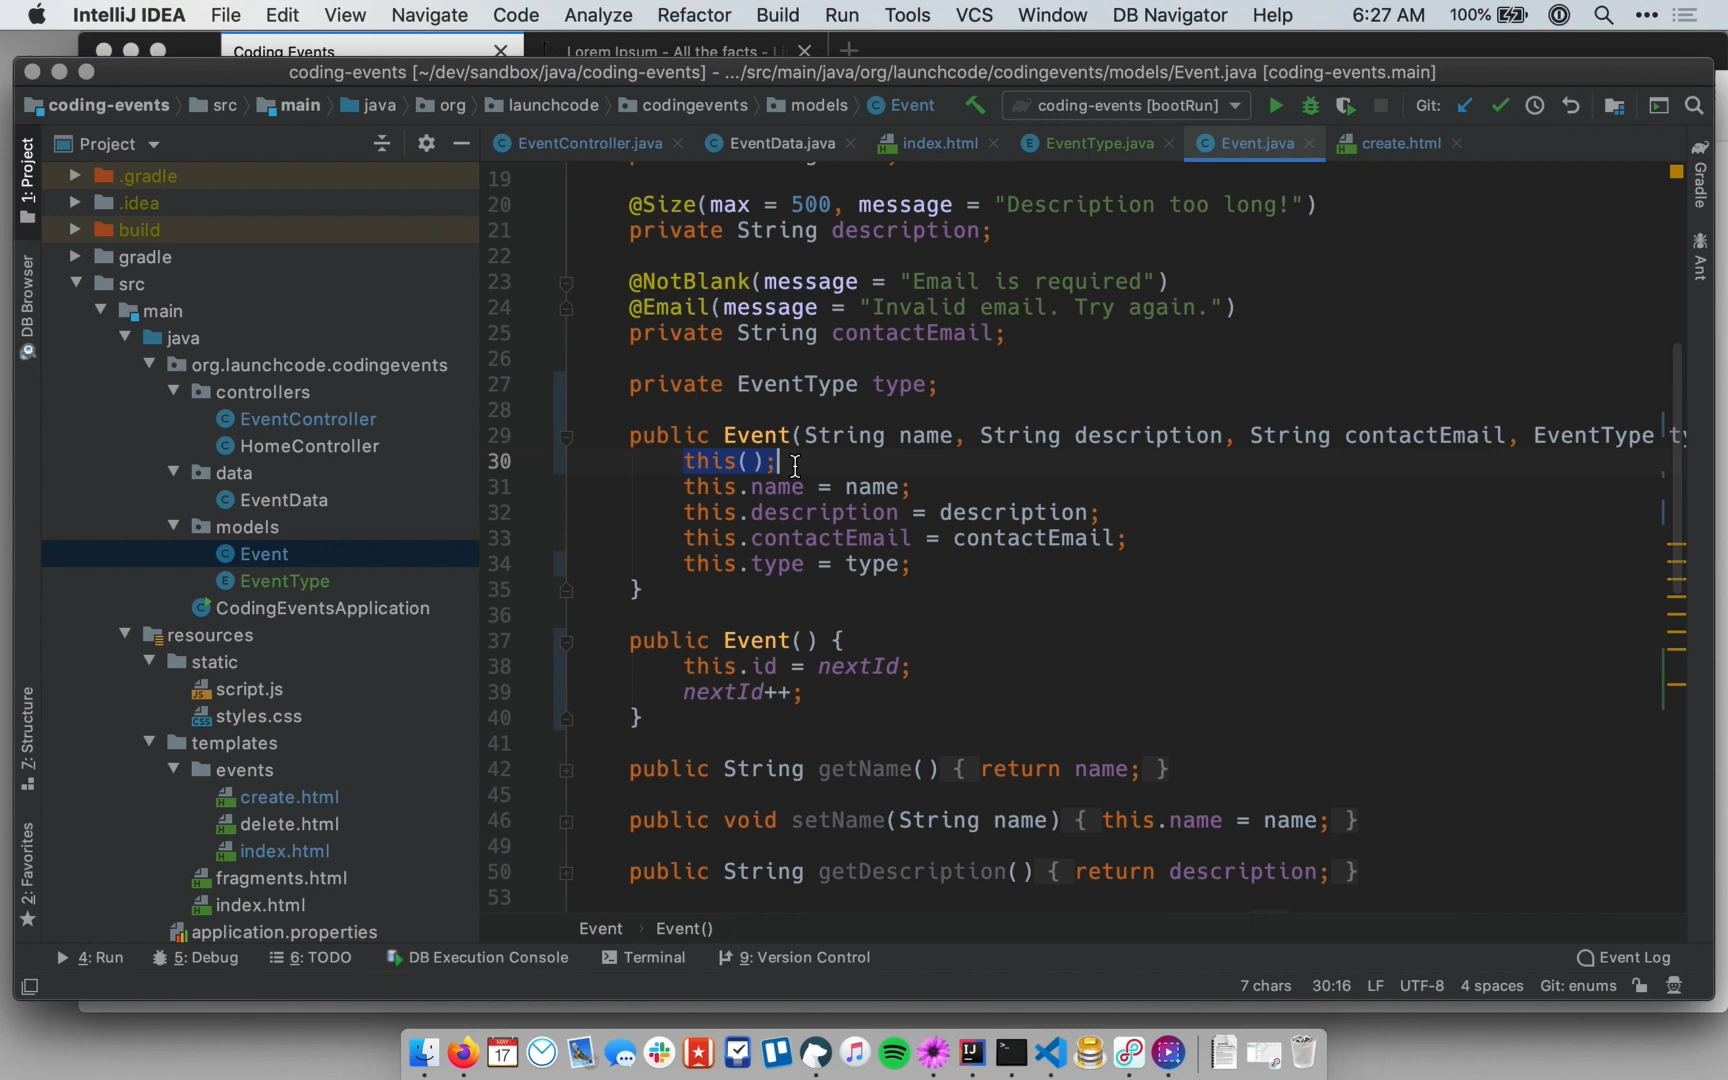 IntelliJ IDEA File Edit View Navigate Code Analyze Refactor Build Run Tools VCS Window DB Navigator Help 6:27 AM 100%
Coding Events Lorem Ipsum - All the facts - Li
coding-events [~/dev/sandbox/java/coding-events] - .../src/main/java/org/launchcode/codingevents/models/Event.java [coding-events.main]
coding-events src main java org launchcode codingevents models Event coding-events [bootRun] Git:
Project EventController.java EventData.java index.html EventType.java Event.java create.html
1: Project
DB Browser
7: Structure
2: Favorites
.gradle
.idea
build
gradle
src
main
java
org.launchcode.codingevents
controllers
EventController
HomeController
data
EventData
models
Event
EventType
CodingEventsApplication
resources
static
script.js
styles.css
templates
events
create.html
delete.html
index.html
fragments.html
index.html
application.properties
19
20 @Size(max = 500, message = "Description too long!")
21 private String description;
22
23 @NotBlank(message = "Email is required")
24 @Email(message = "Invalid email. Try again.")
25 private String contactEmail;
26
27 private EventType type;
28
29 public Event(String name, String description, String contactEmail, EventType ty
30 this();
31 this.name = name;
32 this.description = description;
33 this.contactEmail = contactEmail;
34 this.type = type;
35 }
36
37 public Event() {
38 this.id = nextId;
39 nextId++;
40 }
41
42 public String getName() { return name; }
45
46 public void setName(String name) { this.name = name; }
49
50 public String getDescription() { return description; }
53
Gradle
Ant
Event Event()
4: Run 5: Debug 6: TODO DB Execution Console Terminal 9: Version Control Event Log
7 chars 30:16 LF UTF-8 4 spaces Git: enums
MAY
17
IJ